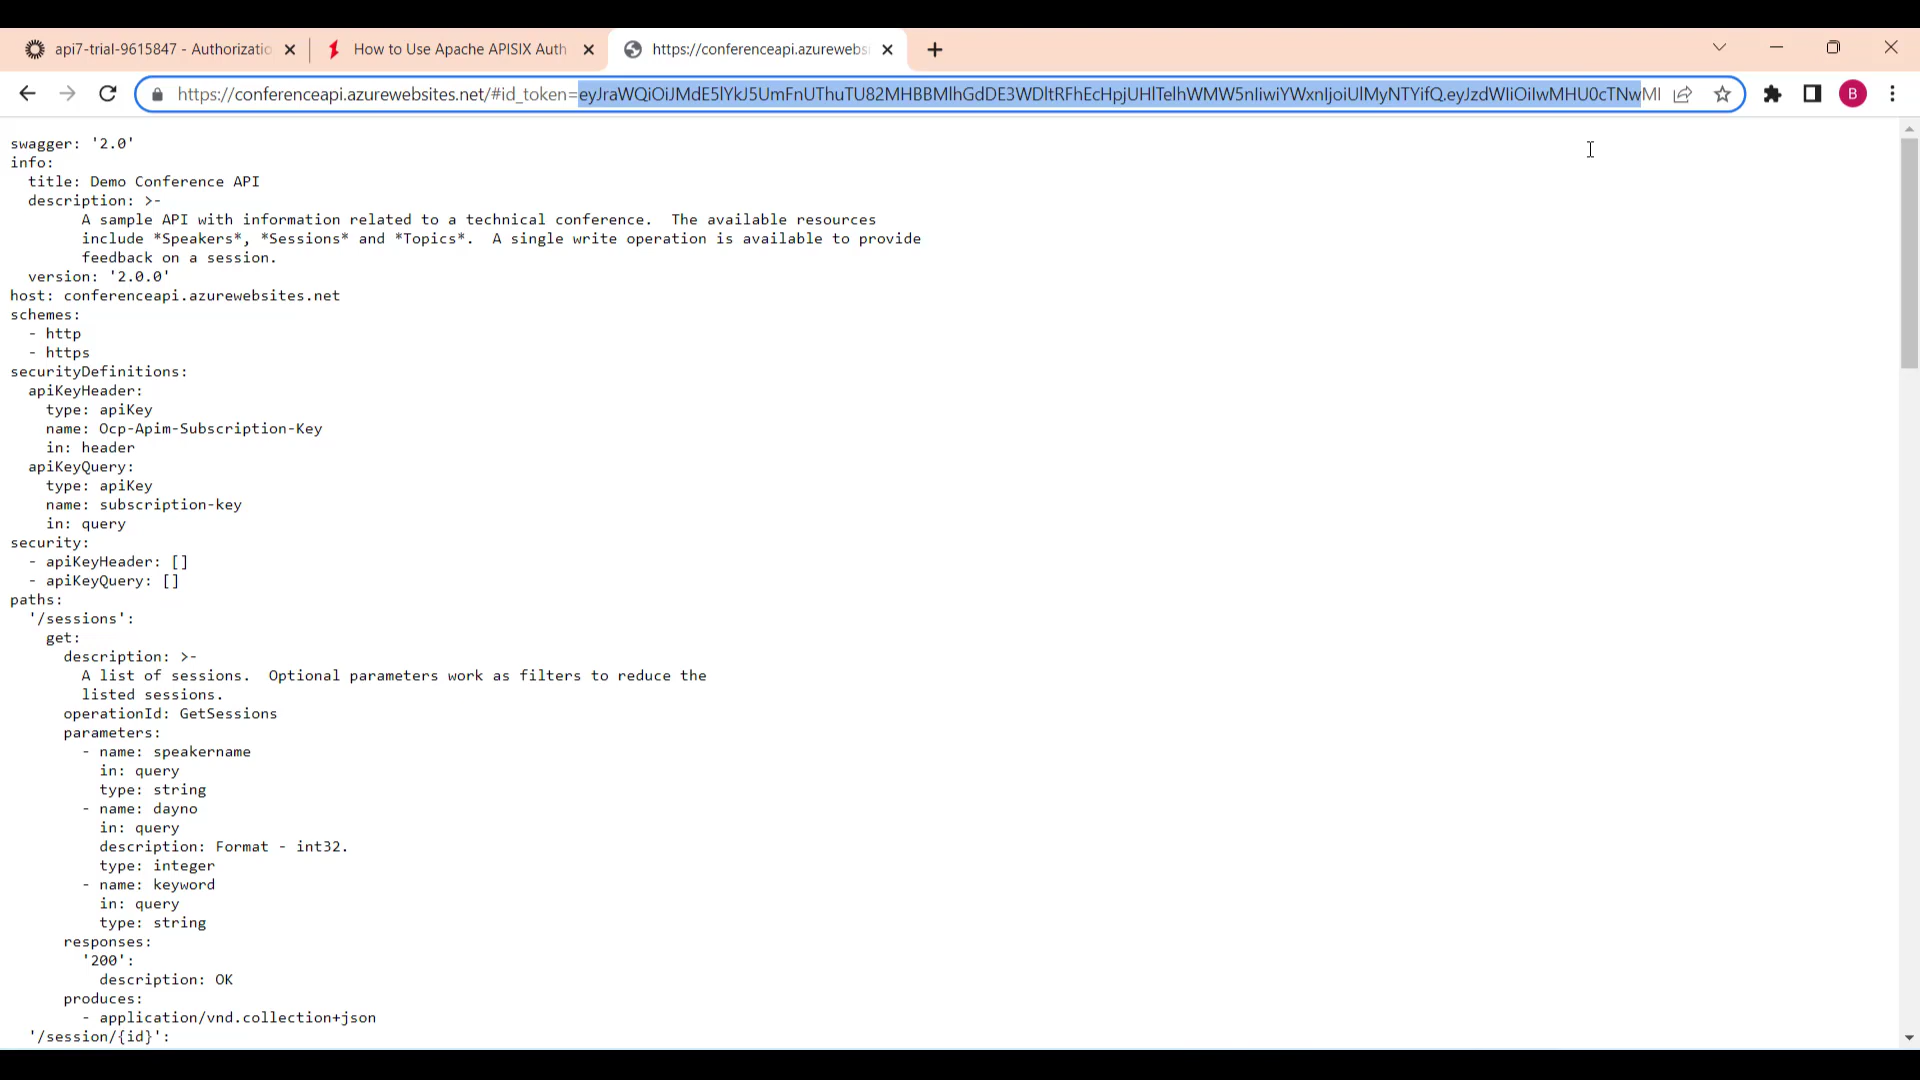 api7-trial-9615847 - Authorizatio
How to Use Apache APISIX Auth
https://conferenceapi.azurewebs
https://conferenceapi.azurewebsites.net/#id_token=eyJraWQiOiJMdE5lYkJ5UmFnUThuTU82MHBBMlhGdDE3WDltRFhEcHpjUHlTelhWMW5nIiwiYWxnIjoiUlMyNTYifQ.eyJzdWIiOiIwMHU0cTNwMl
B
swagger: '2.0'
info:
  title: Demo Conference API
  description: >-
        A sample API with information related to a technical conference.  The available resources
        include *Speakers*, *Sessions* and *Topics*.  A single write operation is available to provide
        feedback on a session.
  version: '2.0.0'
host: conferenceapi.azurewebsites.net
schemes:
  - http
  - https
securityDefinitions:
  apiKeyHeader:
    type: apiKey
    name: Ocp-Apim-Subscription-Key
    in: header
  apiKeyQuery:
    type: apiKey
    name: subscription-key
    in: query
security:
  - apiKeyHeader: []
  - apiKeyQuery: []
paths:
  '/sessions':
    get:
      description: >-
        A list of sessions.  Optional parameters work as filters to reduce the
        listed sessions.
      operationId: GetSessions
      parameters:
        - name: speakername
          in: query
          type: string
        - name: dayno
          in: query
          description: Format - int32.
          type: integer
        - name: keyword
          in: query
          type: string
      responses:
        '200':
          description: OK
      produces:
        - application/vnd.collection+json
  '/session/{id}':